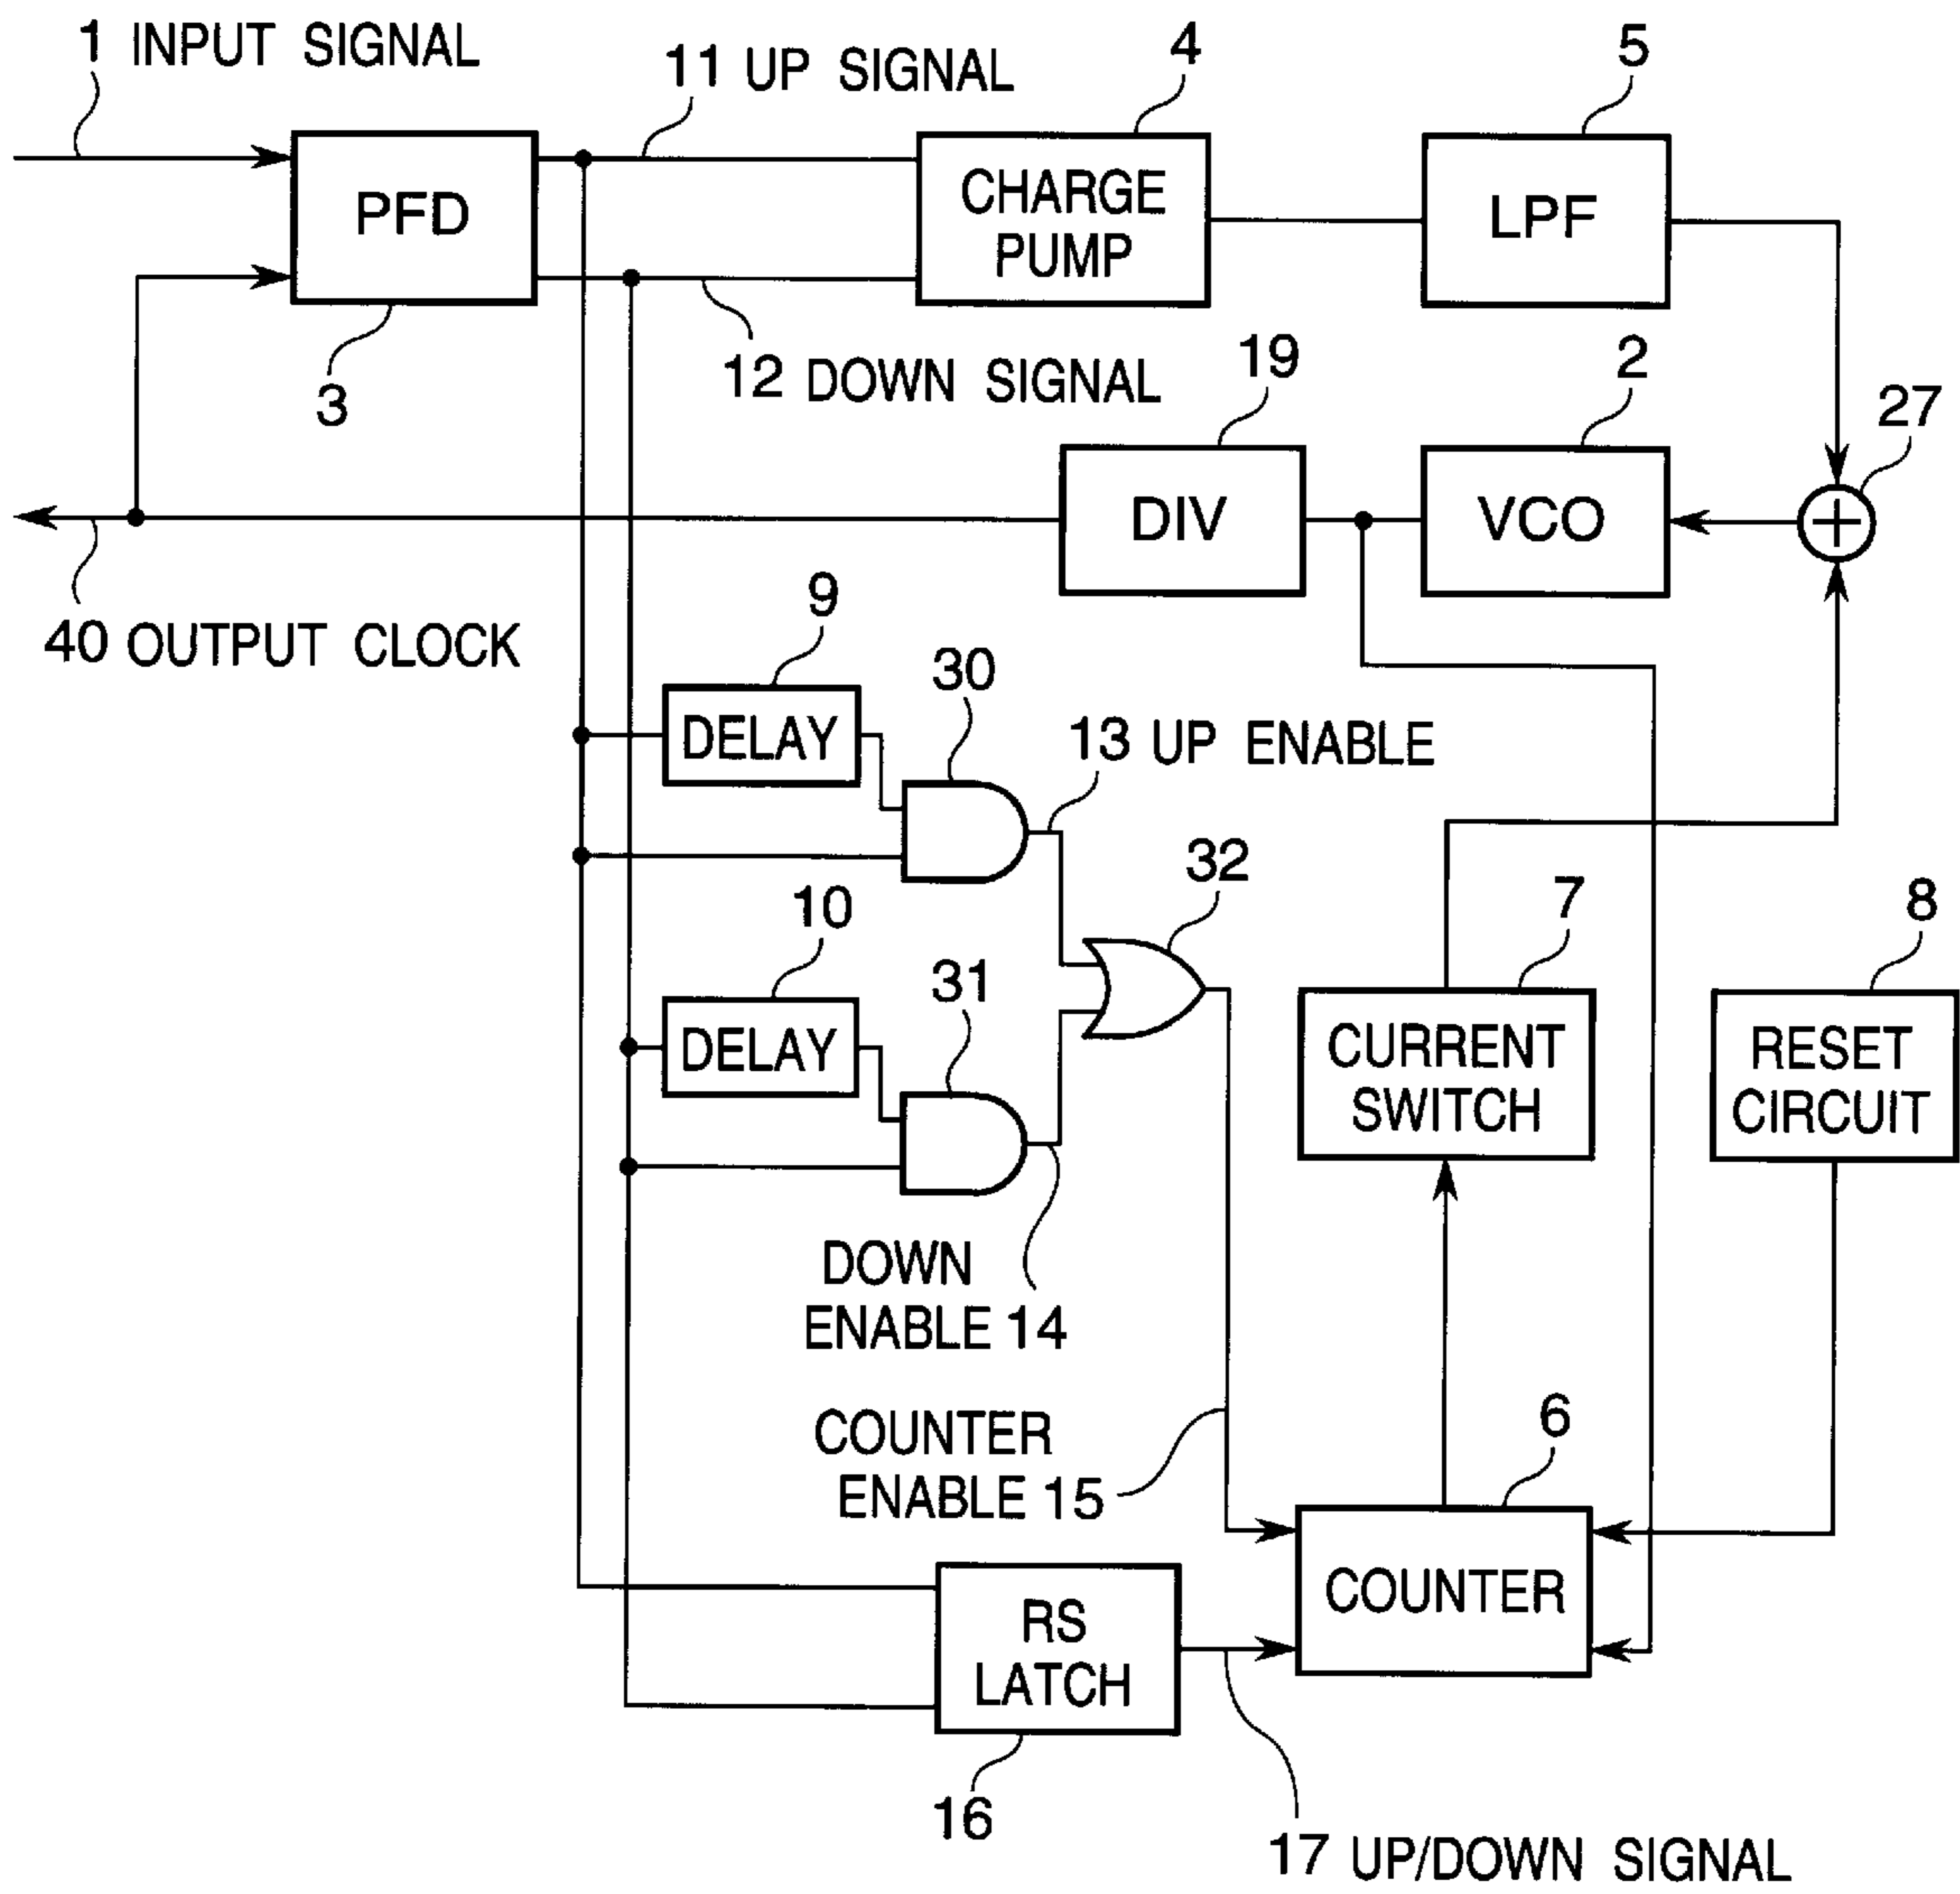 1 INPUT SIGNAL
11 UP SIGNAL
4
5
PFD
CHARGE
PUMP
LPF
3
12 DOWN SIGNAL
19
2
27
DIV
VCO
40 OUTPUT CLOCK
9
30
DELAY
13 UP ENABLE
32
10
31
7
8
DELAY
CURRENT
SWITCH
RESET
CIRCUIT
DOWN
ENABLE 14
COUNTER
ENABLE 15
6
COUNTER
RS
LATCH
16
17 UP/DOWN SIGNAL